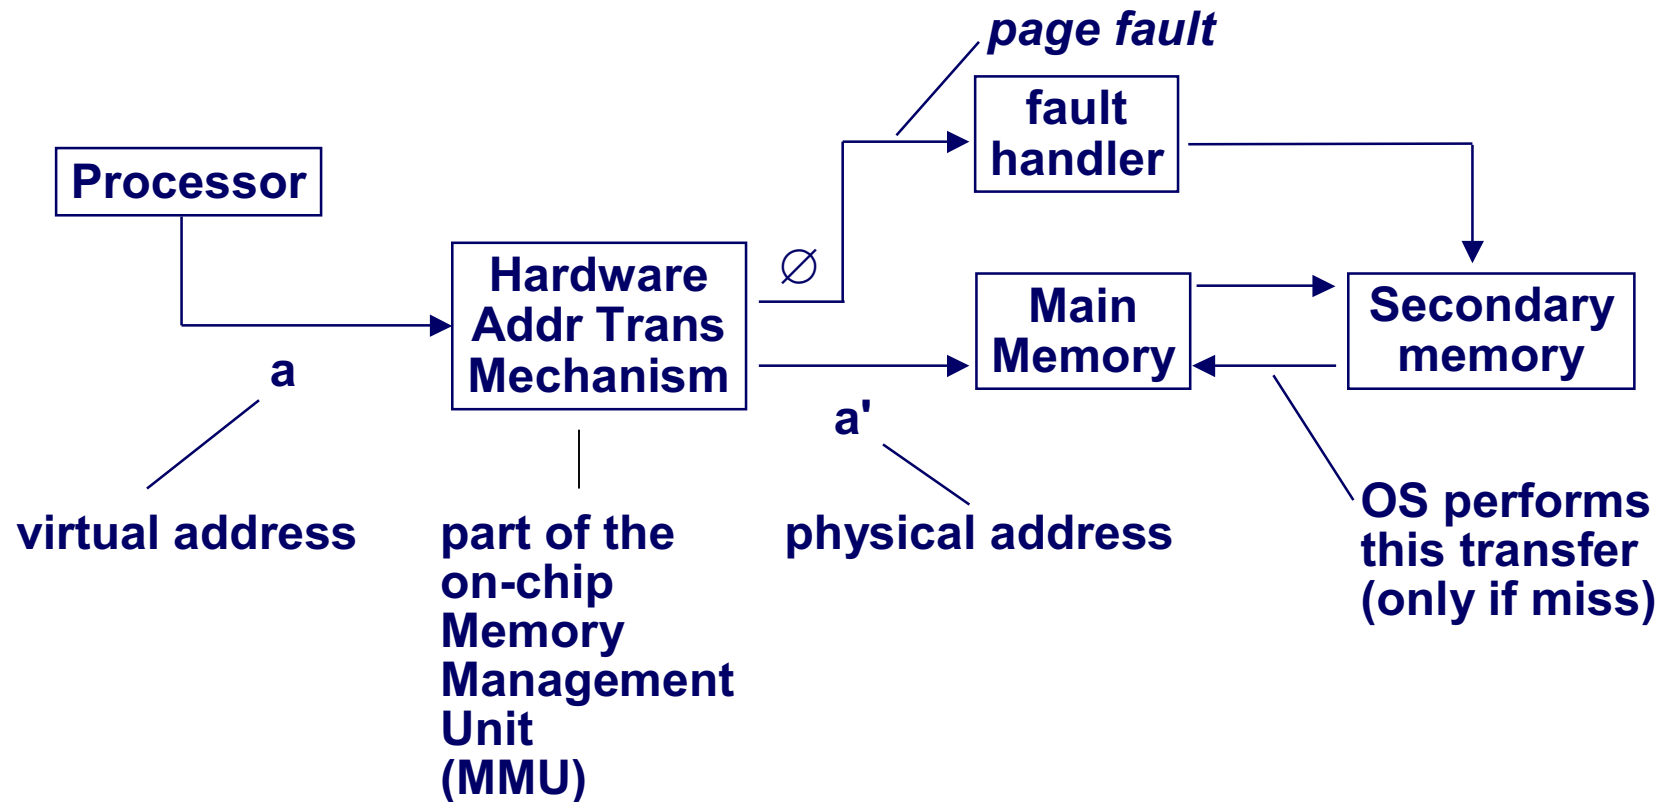 page fault
fault
handler
Processor
Hardware
Addr Trans
Mechanism
∅
Main
Memory
Secondary
memory
a
a'
virtual address
part of the
on-chip
Memory
Management
Unit
(MMU)
physical address
OS performs
this transfer
(only if miss)